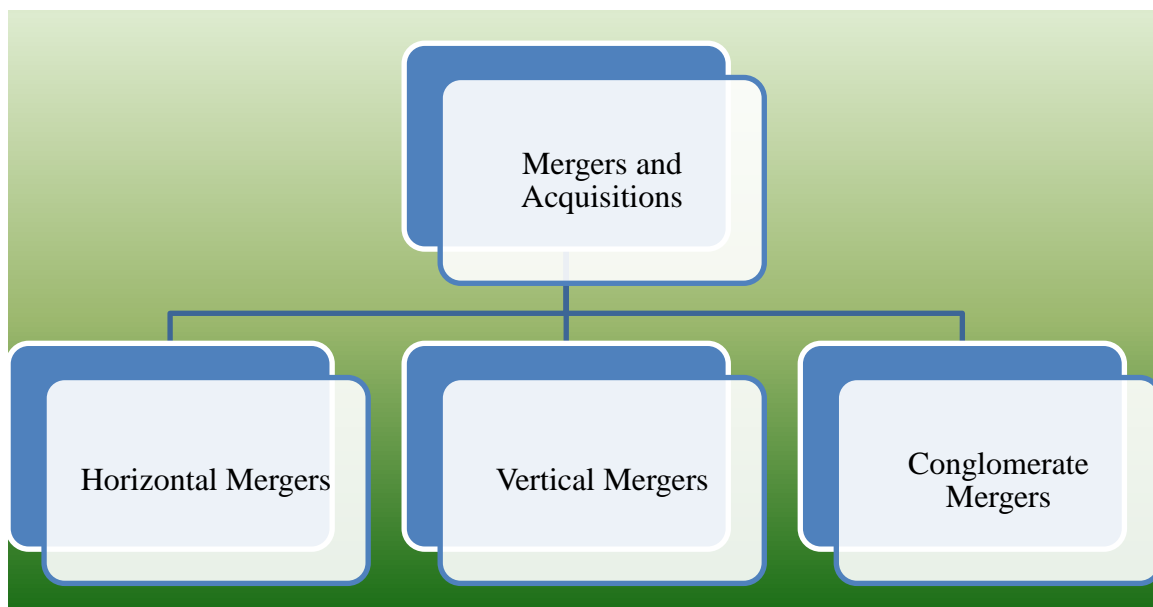 Mergers and
Acquisitions
Horizontal Mergers
Vertical Mergers
Conglomerate
Mergers